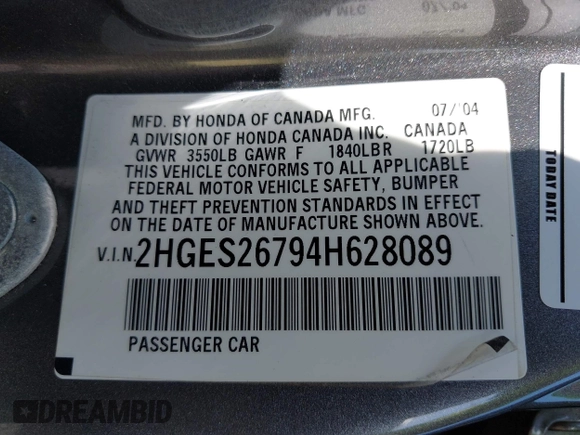 MFD. BY HONDA OF CANADA MFG. 07/'04
A DIVISION OF HONDA CANADA INC. CANADA
GVWR 3550LB GAWR F 1840LB R 1720LB
THIS VEHICLE CONFORMS TO ALL APPLICABLE
FEDERAL MOTOR VEHICLE SAFETY, BUMPER
AND THEFT PREVENTION STANDARDS IN EFFECT
ON THE DATE OF MANUFACTURE SHOWN ABOVE.
V.I.N. 2HGES26794H628089
PASSENGER CAR
TODAY DATE
DREAMBID